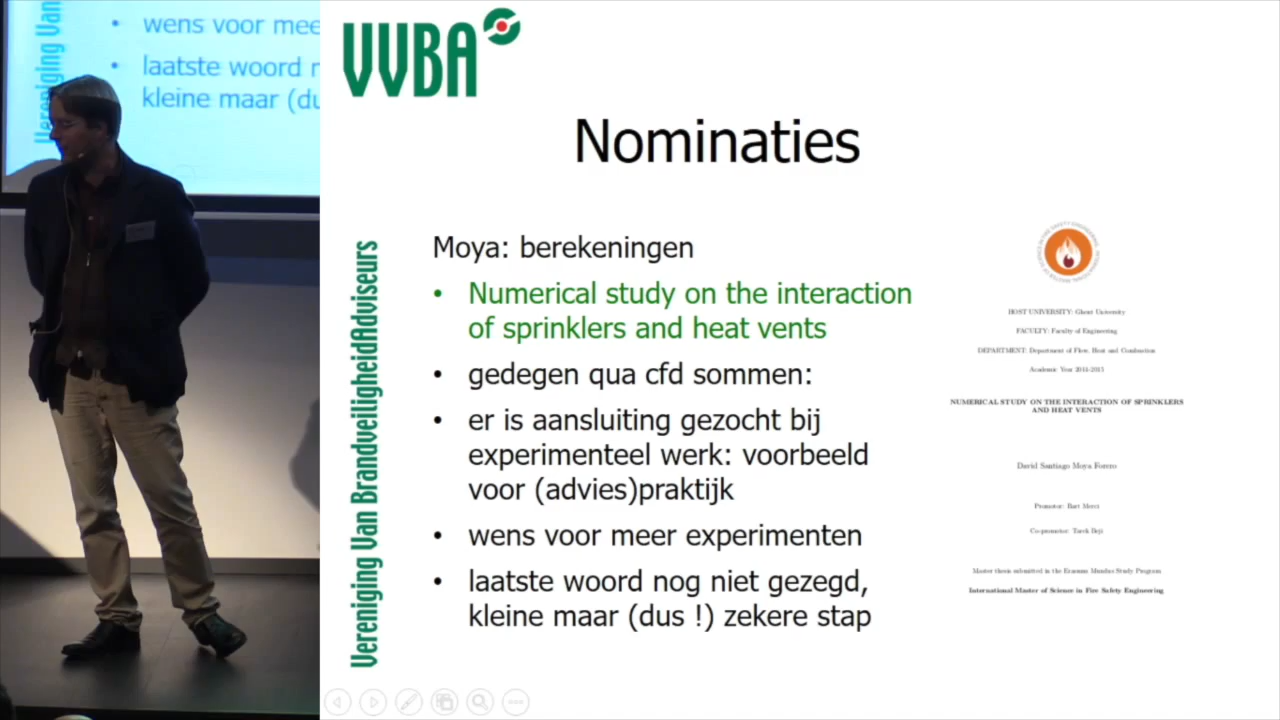 wens voor mee
laatste woord n
kleine maar (du
Vereniging Van
VVBA
Nominaties
Vereniging Van BrandveiligheidAdviseurs
Moya: berekeningen
• Numerical study on the interaction
of sprinklers and heat vents
• gedegen qua cfd sommen:
• er is aansluiting gezocht bij
experimenteel werk: voorbeeld
voor (advies)praktijk
• wens voor meer experimenten
• laatste woord nog niet gezegd,
kleine maar (dus !) zekere stap
HOST UNIVERSITY: Ghent University
FACULTY: Faculty of Engineering
DEPARTMENT: Department of Flow, Heat and Combustion
Academic Year 2014-2015
NUMERICAL STUDY ON THE INTERACTION OF SPRINKLERS
AND HEAT VENTS
David Santiago Moya Forero
Promotor: Bart Merci
Co-promotor: Tarek Beji
Master thesis submitted in the Erasmus Mundus Study Program
International Master of Science in Fire Safety Engineering